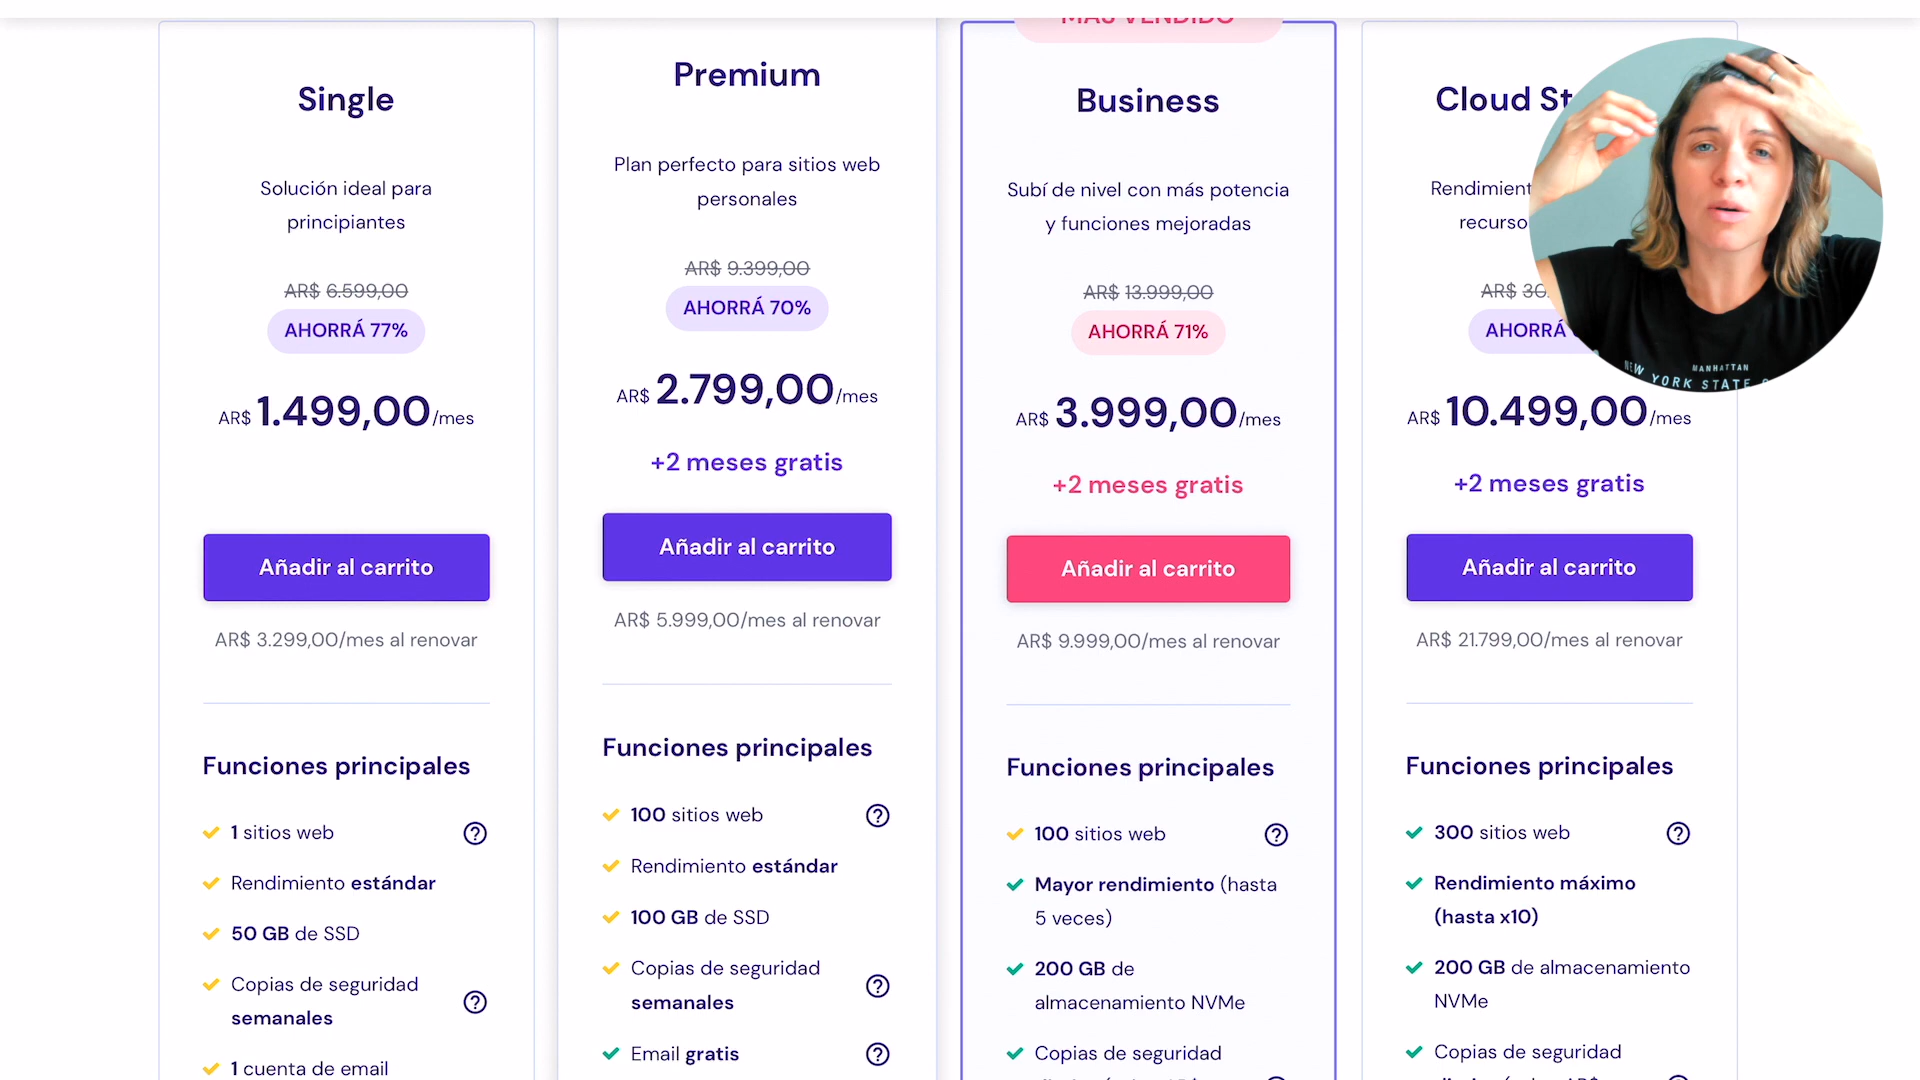 Single
Solución ideal para
principiantes
AR$ 6.599,00
AHORRÁ 77%
AR$ 1.499,00/mes
Añadir al carrito
AR$ 3.299,00/mes al renovar
Funciones principales
1 sitios web
Rendimiento estándar
50 GB de SSD
Copias de seguridad
semanales
1 cuenta de email
Premium
Plan perfecto para sitios web
personales
AR$ 9.399,00
AHORRÁ 70%
AR$ 2.799,00/mes
+2 meses gratis
Añadir al carrito
AR$ 5.999,00/mes al renovar
Funciones principales
100 sitios web
Rendimiento estándar
100 GB de SSD
Copias de seguridad
semanales
Email gratis
MÁS VENDIDO
Business
Subí de nivel con más potencia
y funciones mejoradas
AR$ 13.999,00
AHORRÁ 71%
AR$ 3.999,00/mes
+2 meses gratis
Añadir al carrito
AR$ 9.999,00/mes al renovar
Funciones principales
100 sitios web
Mayor rendimiento (hasta
5 veces)
200 GB de
almacenamiento NVMe
Copias de seguridad
Cloud St
Rendimient
recurso
AR$ 30.
AHORRÁ
AR$ 10.499,00/mes
+2 meses gratis
Añadir al carrito
AR$ 21.799,00/mes al renovar
Funciones principales
300 sitios web
Rendimiento máximo
(hasta x10)
200 GB de almacenamiento
NVMe
Copias de seguridad
MANHATTAN
NEW YORK STATE